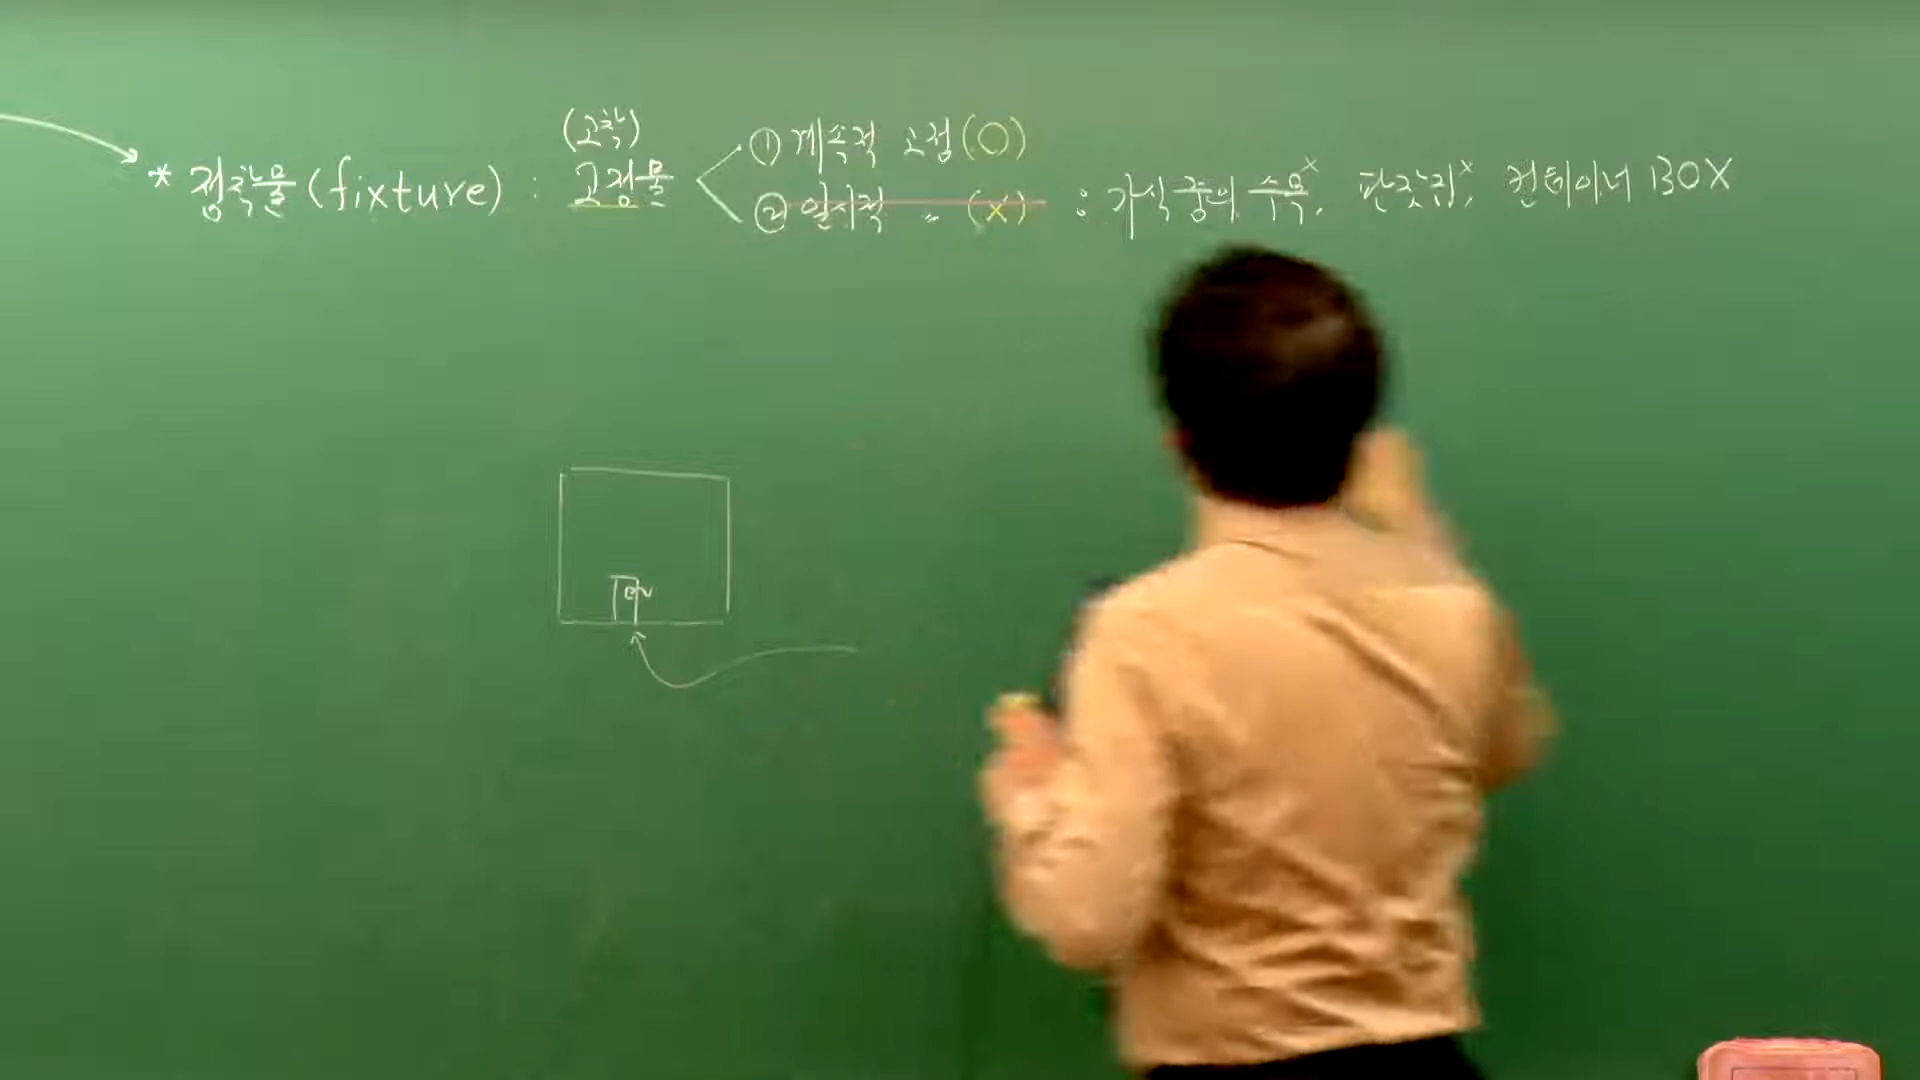 (고착)
* 정착물 (fixture) : 고정물
① 계속적 고정 (O)
② 일시적 〃 (X) : 가식 중의 수목×, 판잣집×, 컨테이너 BOX